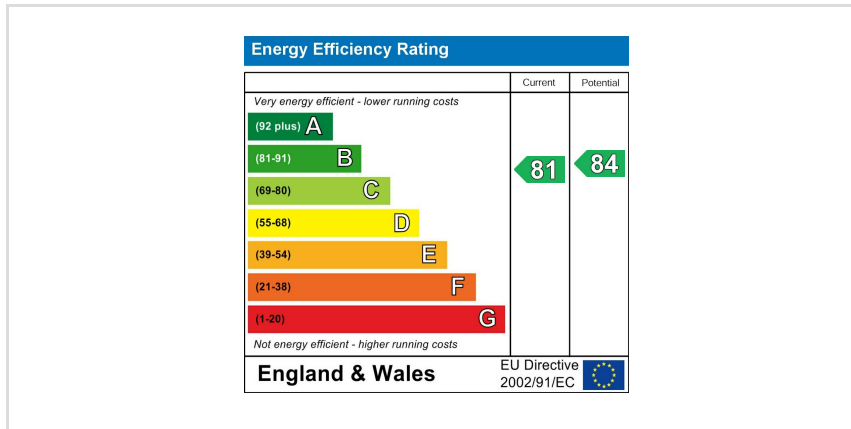 Energy Efficiency Rating
Current Potential
Very energy efficient - lower running costs
(92 plus) A
(81-91) B
81 84
(69-80) C
(55-68) D
(39-54) E
(21-38) F
(1-20) G
Not energy efficient - higher running costs
England & Wales
EU Directive
2002/91/EC